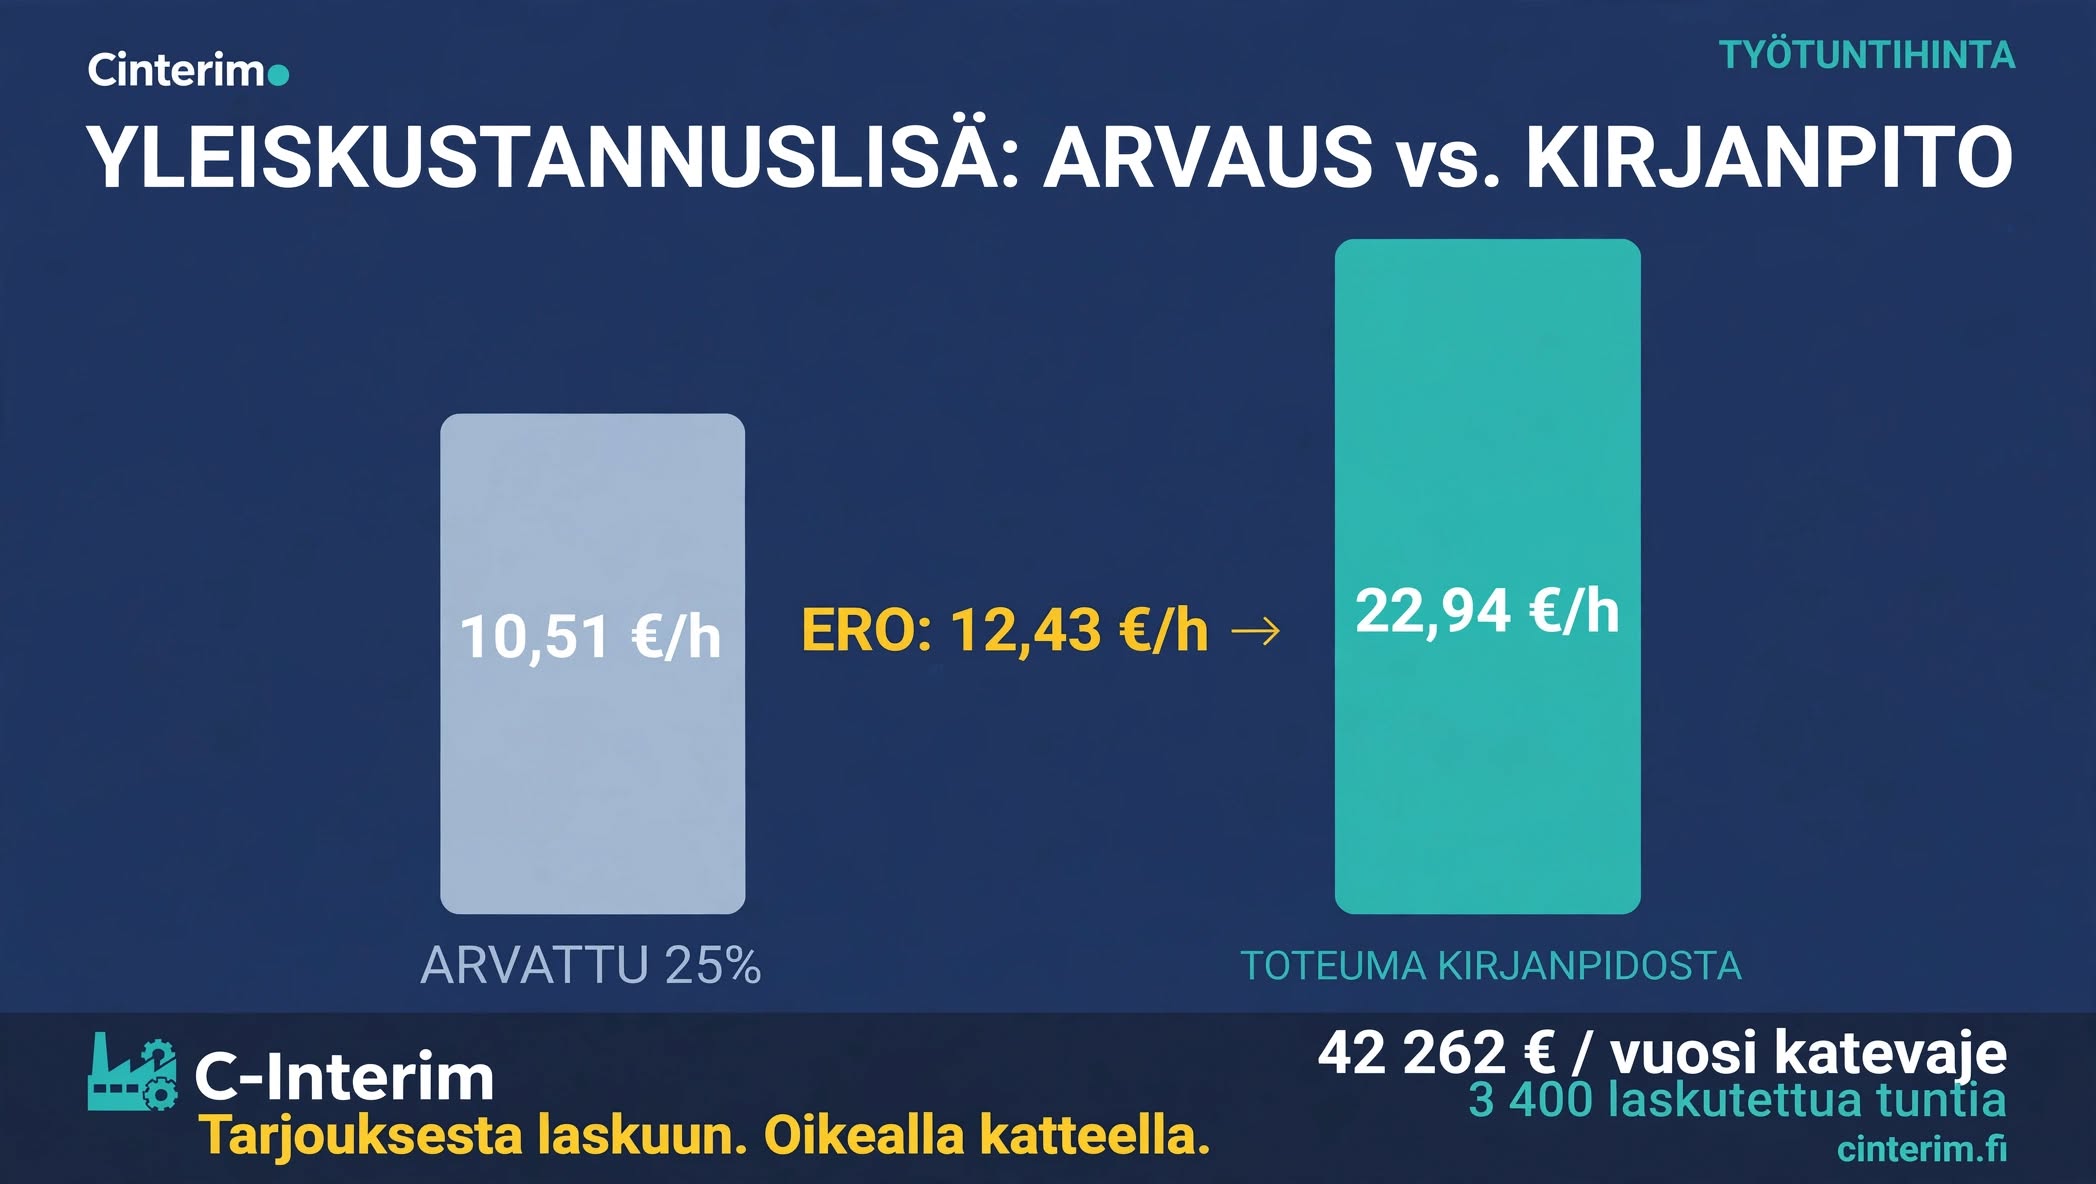 Cinterim
TYÖTUNTIHINTA
YLEISKUSTANNUSLISÄ: ARVAUS vs. KIRJANPITO
10,51 €/h
ERO: 12,43 €/h →
22,94 €/h
ARVATTU 25%
TOTEUMA KIRJANPIDOSTA
C-Interim
Tarjouksesta laskuun. Oikealla katteella.
42 262 € / vuosi katevaje
3 400 laskutettua tuntia
cinterim.fi